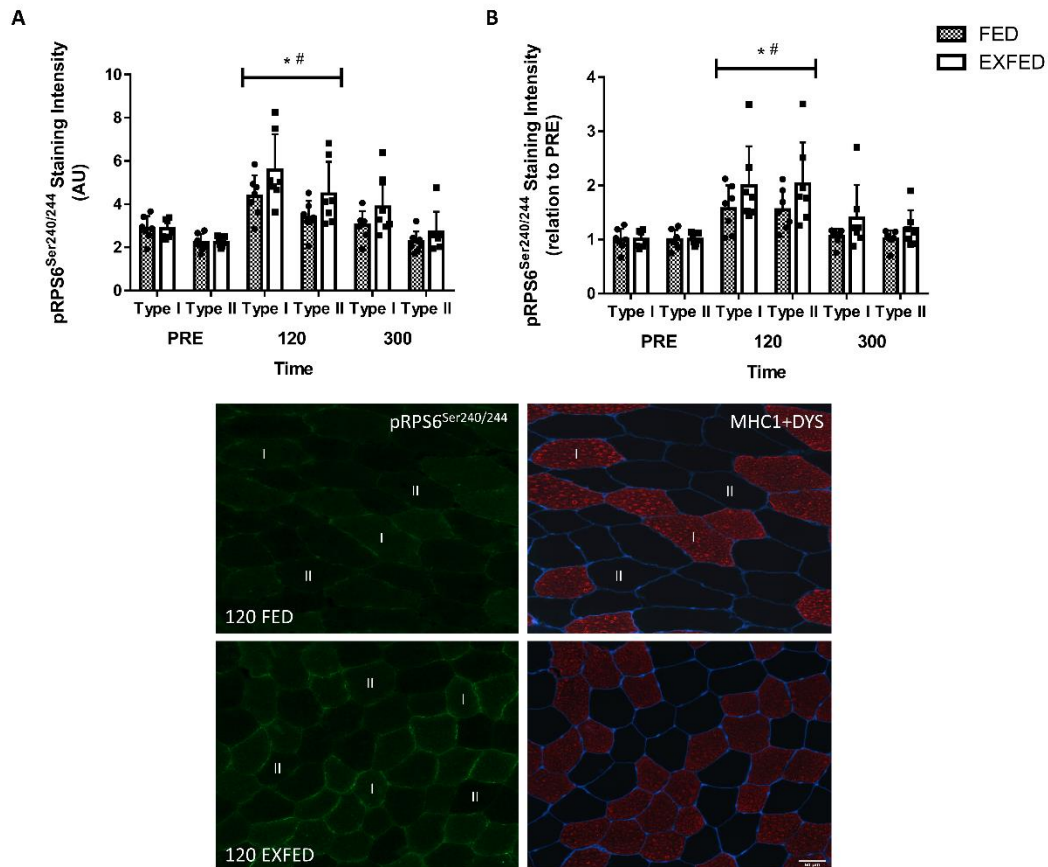 A
B
FED
EXFED
pRPS6Ser240/244 Staining Intensity
(AU)
10
8
6
4
2
0
* #
Type I Type II Type I Type II Type I Type II
PRE 120 300
Time
pRPS6Ser240/244 Staining Intensity
(relation to PRE)
4
3
2
1
0
* #
Type I Type II Type I Type II Type I Type II
PRE 120 300
Time
pRPS6Ser240/244
I
II
I
II
120 FED
MHC1+DYS
I
II
I
II
II
I
II
I
II
120 EXFED